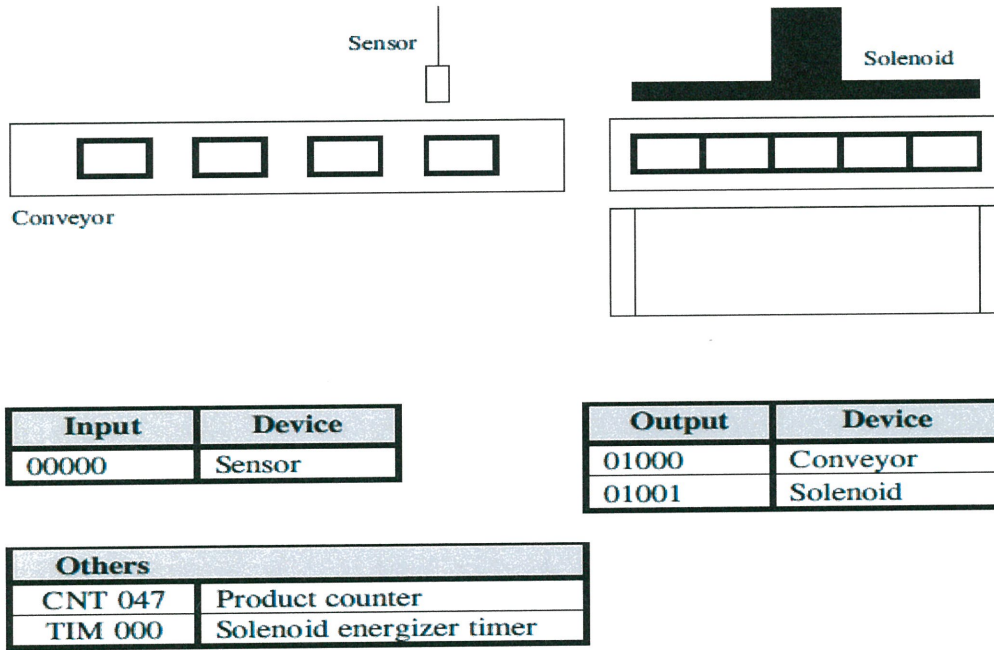 Sensor
Solenoid
Conveyor
Input Device
00000 Sensor
Output Device
01000 Conveyor
01001 Solenoid
Others
CNT 047 Product counter
TIM 000 Solenoid energizer timer